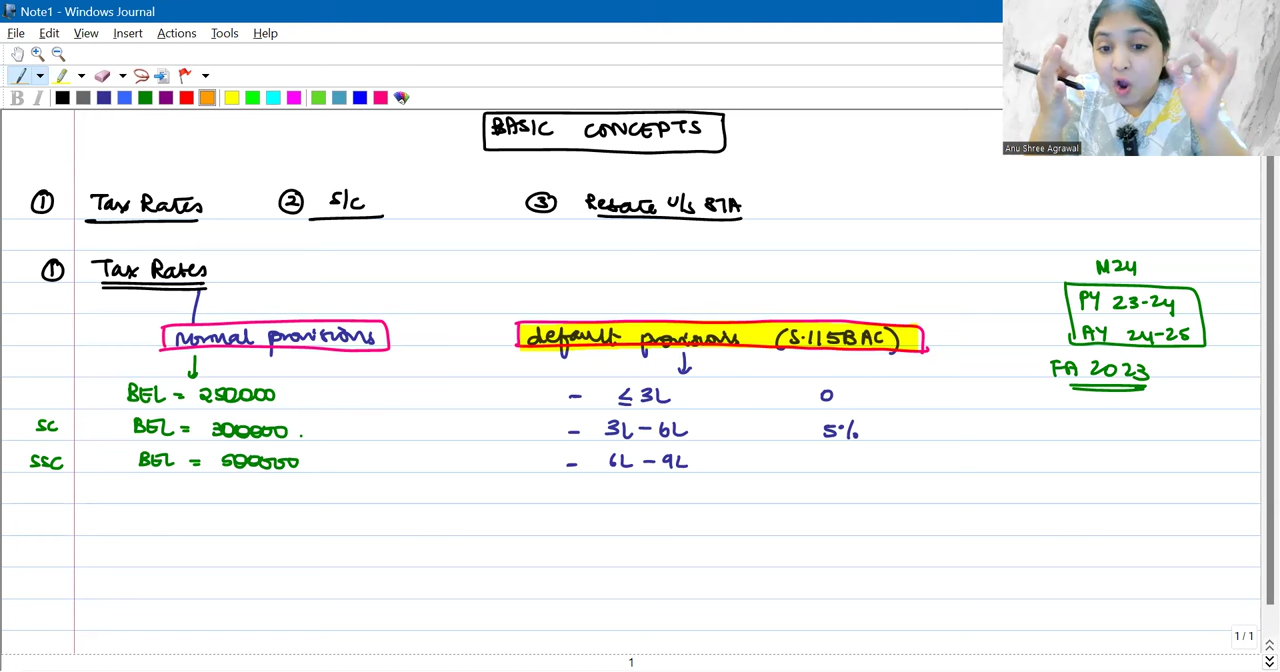 Note1 - Windows Journal
File Edit View Insert Actions Tools Help
B I
Anu Shree Agrawal
BASIC CONCEPTS
① Tax Rates ② S/C ③ Rebate u/s 87A
① Tax Rates
M24
PY 23-24
AY 24-25
FA 2023
normal provisions default provisions (S.115BAC)
BEL = 250000 - ≤ 3L 0
SC BEL = 300000 . - 3L - 6L 5%
SSC BEL = 500000 - 6L - 9L
1 / 1
1